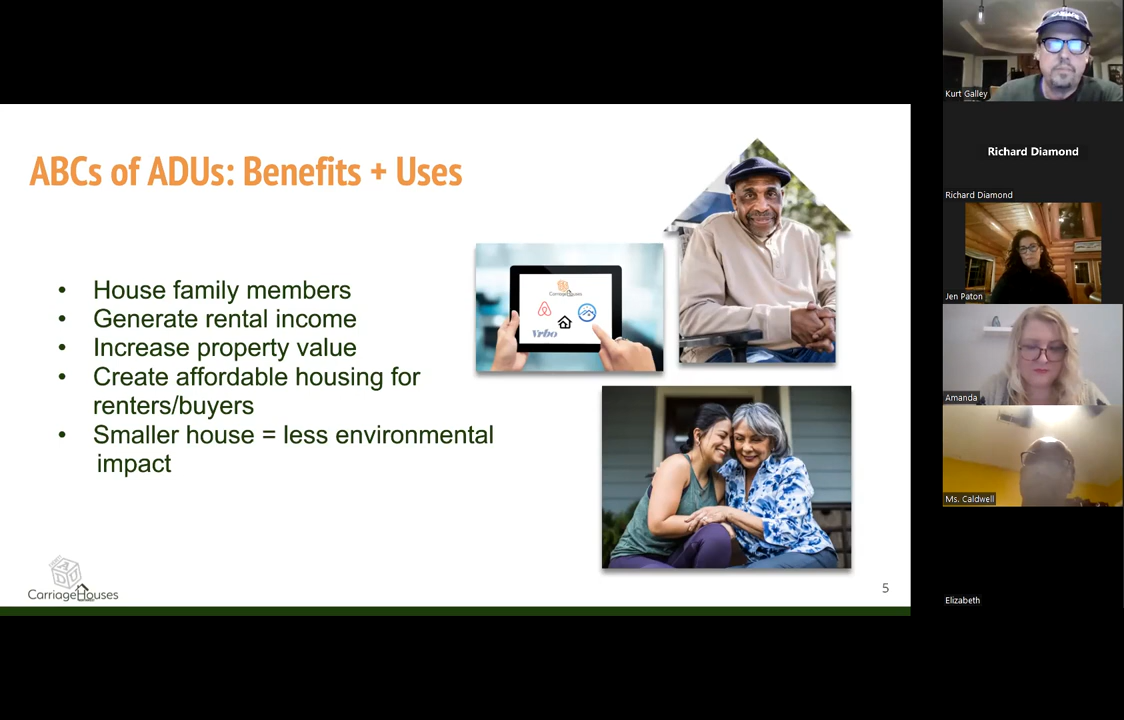 ABCs of ADUs: Benefits + Uses
• House family members
• Generate rental income
• Increase property value
• Create affordable housing for
renters/buyers
• Smaller house = less environmental
impact
CarriageHouses
Vrbo
ADU
CarriageHouses
5
Kurt Galley
Richard Diamond
Richard Diamond
Jen Paton
Amanda
Ms. Caldwell
Elizabeth